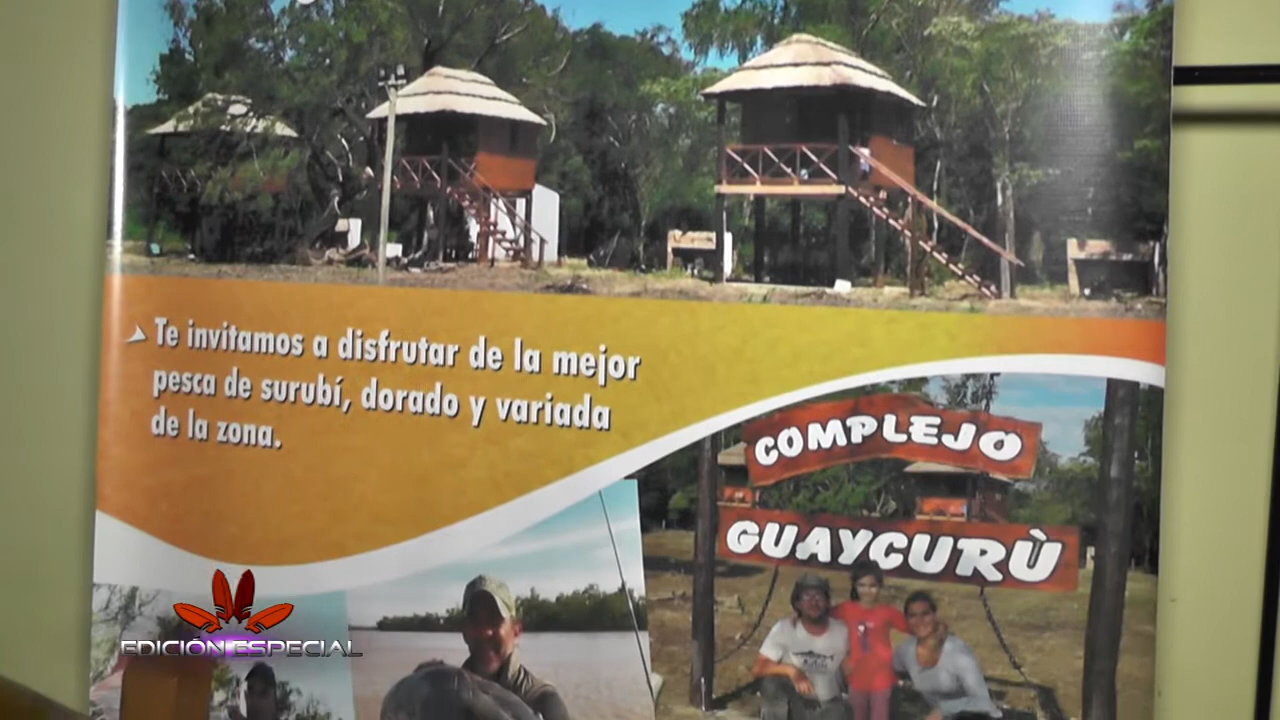 Te invitamos a disfrutar de la mejor
pesca de surubí, dorado y variada
de la zona.
COMPLEJO
GUAYCURÙ
EDICIÓN ESPECIAL